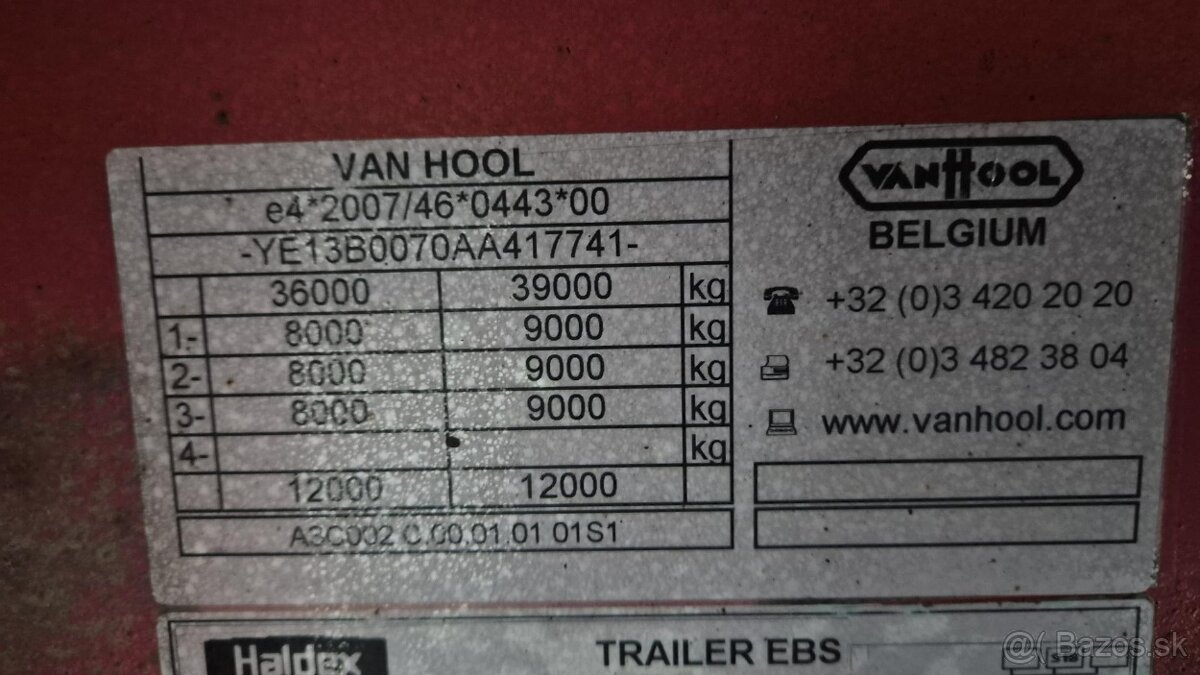 VAN HOOL
e4*2007/46*0443*00
-YE13B0070AA417741-
36000 39000 kg
1- 8000 9000 kg
2- 8000 9000 kg
3- 8000 9000 kg
4- kg
12000 12000
A3C002 C.00.01.01 01S1
VANHOOL
BELGIUM
+32 (0)3 420 20 20
+32 (0)3 482 38 04
www.vanhool.com
Haldex TRAILER EBS
Bazos.sk